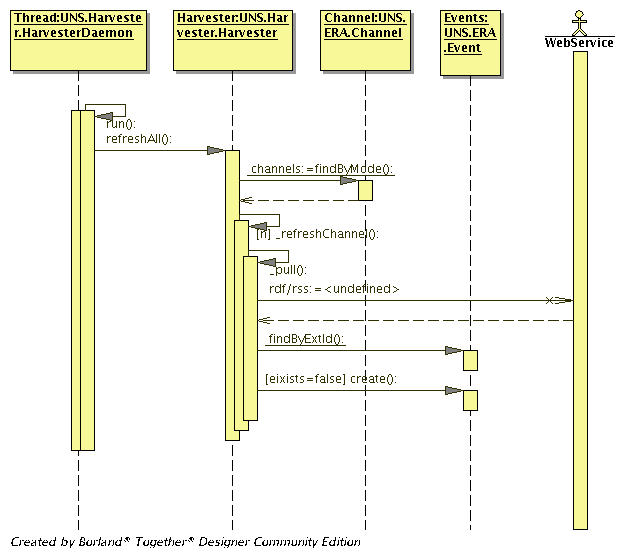 Thread:UNS.Harveste
r.HarvesterDaemon
Harvester:UNS.Har
vester.Harvester
Channel:UNS.
ERA.Channel
Events:
UNS.ERA
.Event
WebService
run():
refreshAll():
channels:=findByMode():
[n] _refreshChannel():
_pull():
rdf/rss:=<undefined>
findByExtId():
[eixists=false] create():
Created by Borland® Together® Designer Community Edition